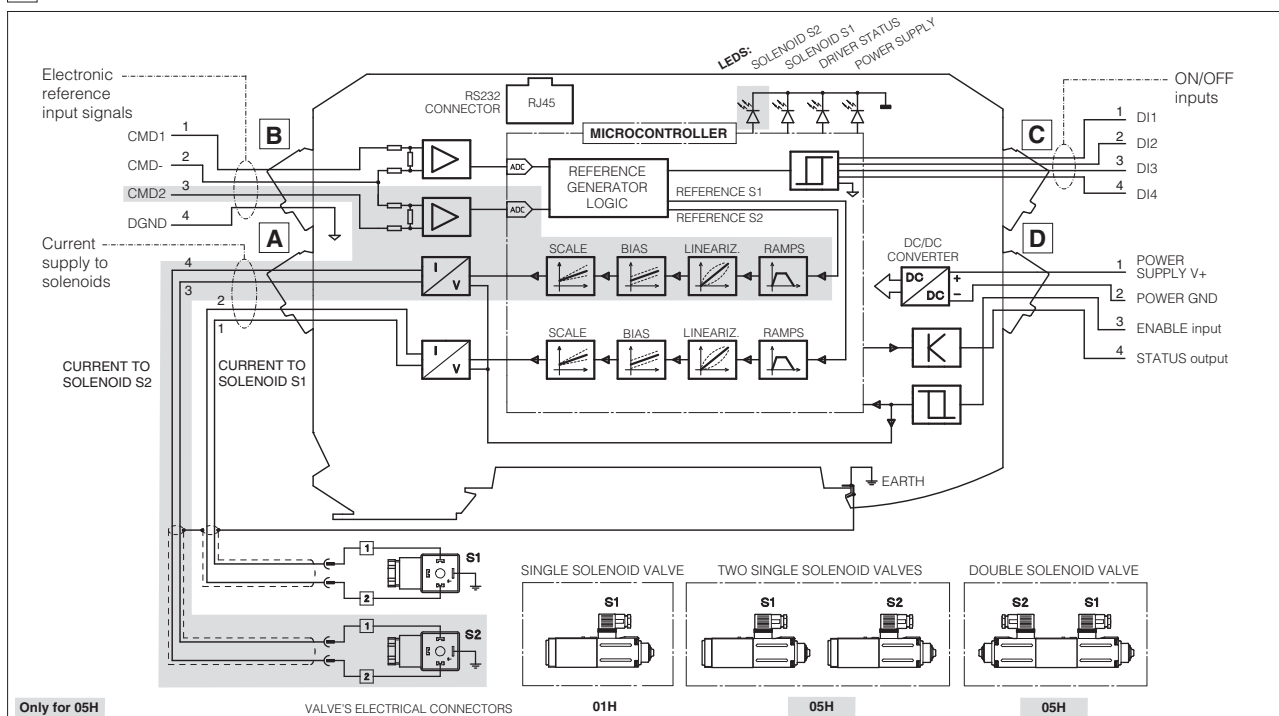 LEDS:
SOLENOID S2
SOLENOID S1
DRIVER STATUS
POWER SUPPLY
Electronic
reference
input signals
RS232
CONNECTOR
RJ45
ON/OFF
inputs
CMD1 1
B
MICROCONTROLLER
C
1 DI1
CMD- 2
2 DI2
ADC
REFERENCE
GENERATOR
LOGIC
3 DI3
CMD2 3
4 DI4
REFERENCE S1
ADC
REFERENCE S2
DGND 4
A
D
Current
supply to
solenoids
DC/DC
CONVERTER
DC
DC
+
-
1 POWER
SUPPLY V+
2 POWER GND
3 ENABLE input
4 STATUS output
4
3
2
1
I
V
SCALE BIAS LINEARIZ. RAMPS
I
V
SCALE BIAS LINEARIZ. RAMPS
CURRENT TO
SOLENOID S2
CURRENT TO
SOLENOID S1
EARTH
1
S1
2
1
S2
2
SINGLE SOLENOID VALVE
S1
01H
TWO SINGLE SOLENOID VALVES
S1 S2
05H
DOUBLE SOLENOID VALVE
S2 S1
05H
Only for 05H
VALVE'S ELECTRICAL CONNECTORS